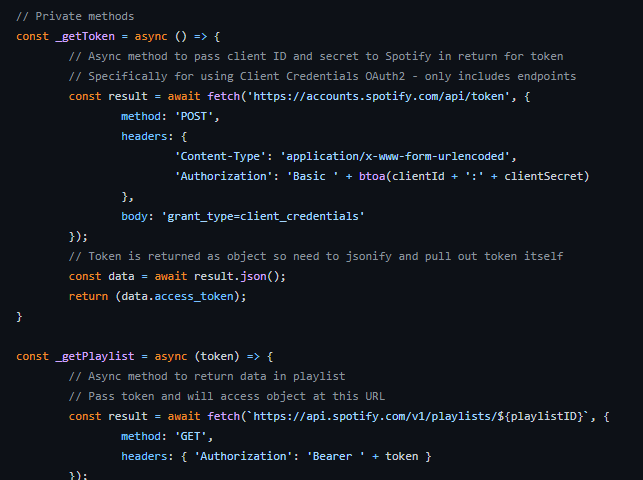 // Private methods
const _getToken = async () => {
// Async method to pass client ID and secret to Spotify in return for token
// Specifically for using Client Credentials OAuth2 - only includes endpoints
const result = await fetch('https://accounts.spotify.com/api/token', {
method: 'POST',
headers: {
'Content-Type': 'application/x-www-form-urlencoded',
'Authorization': 'Basic ' + btoa(clientId + ':' + clientSecret)
},
body: 'grant_type=client_credentials'
});
// Token is returned as object so need to jsonify and pull out token itself
const data = await result.json();
return (data.access_token);
}
const _getPlaylist = async (token) => {
// Async method to return data in playlist
// Pass token and will access object at this URL
const result = await fetch(`https://api.spotify.com/v1/playlists/${playlistID}`, {
method: 'GET',
headers: { 'Authorization': 'Bearer ' + token }
});